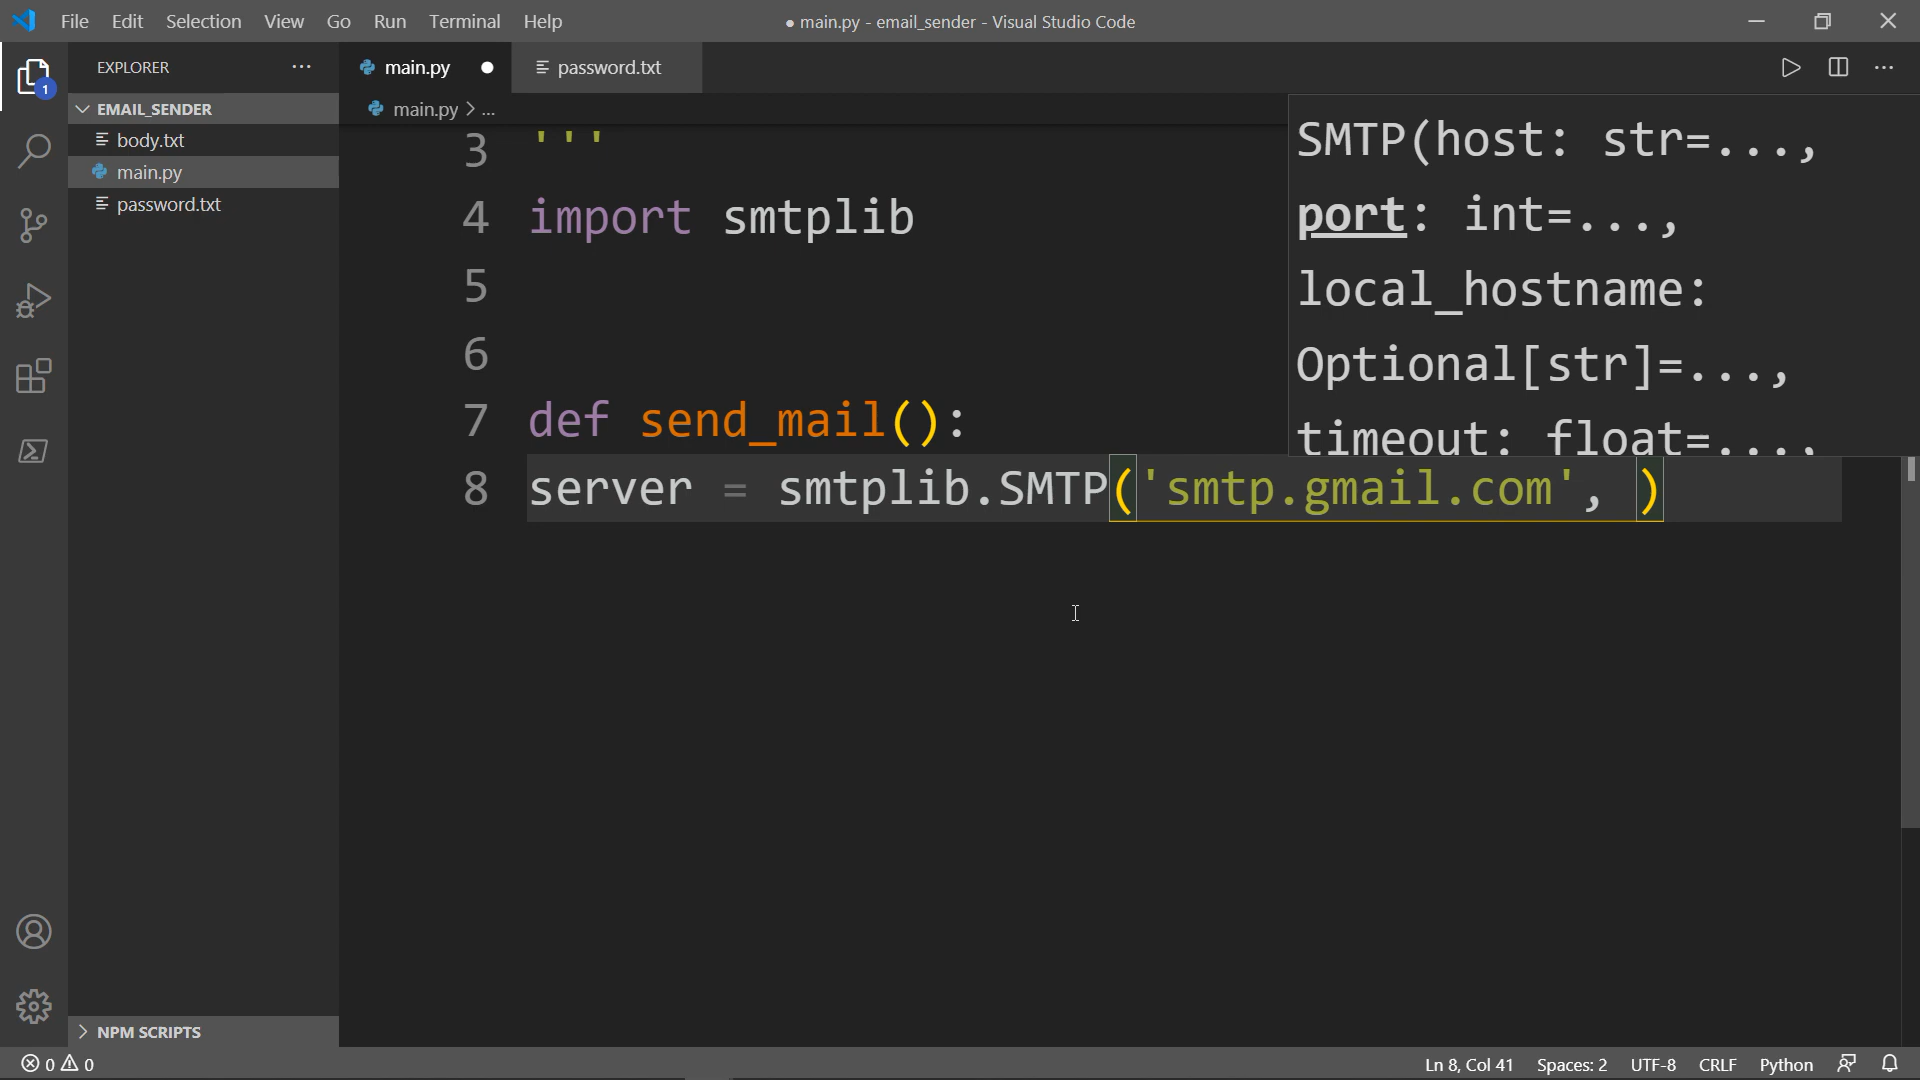 File Edit Selection View Go Run Terminal Help
● main.py - email_sender - Visual Studio Code
EXPLORER ...
main.py ●
password.txt
1
EMAIL_SENDER
body.txt
main.py
password.txt
main.py > ...
3 '''
4 import smtplib
5
6
7 def send_mail():
8 server = smtplib.SMTP('smtp.gmail.com', )
SMTP(host: str=...,
port: int=...,
local_hostname:
Optional[str]=...,
timeout: float=...,
NPM SCRIPTS
0 0
Ln 8, Col 41 Spaces: 2 UTF-8 CRLF Python